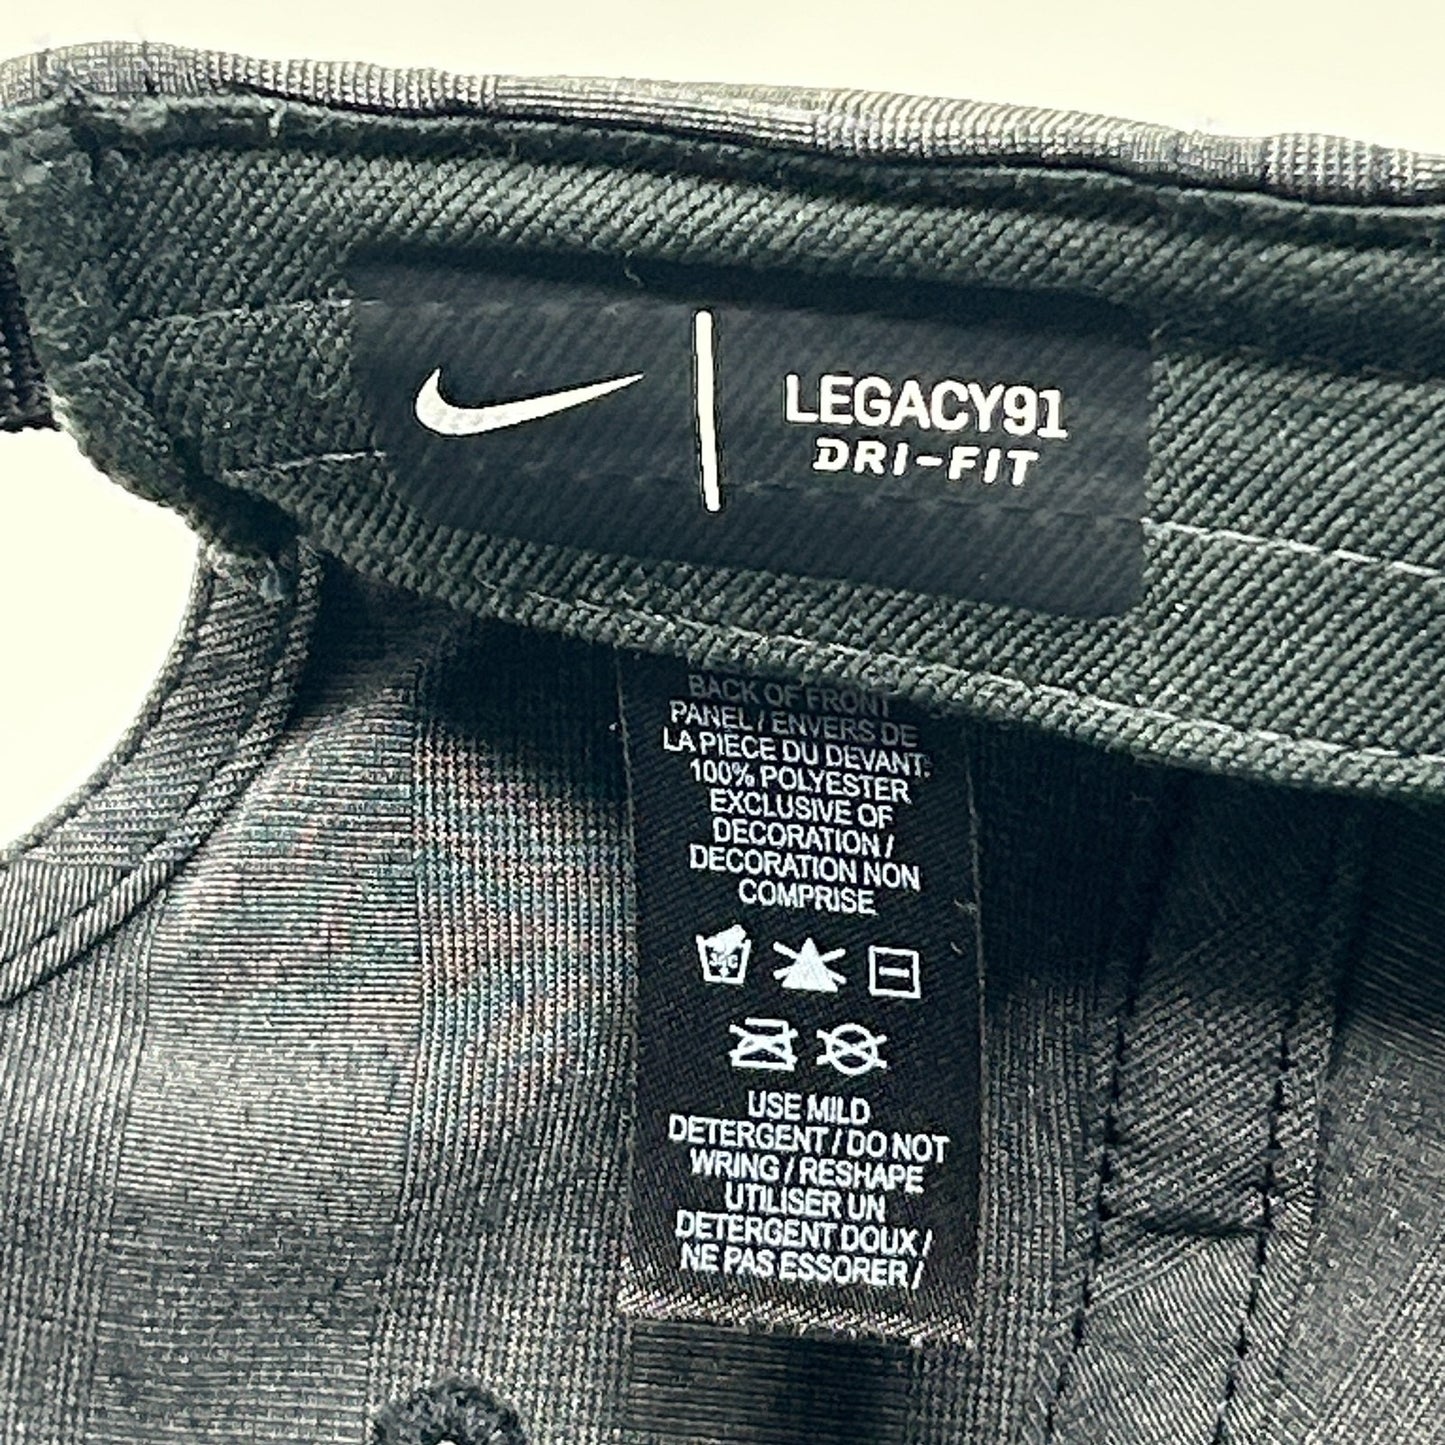 LEGACY91
DRI-FIT
BACK OF FRONT
PANEL / ENVERS DE
LA PIECE DU DEVANT:
100% POLYESTER
EXCLUSIVE OF
DECORATION /
DECORATION NON
COMPRISE
30C
USE MILD
DETERGENT / DO NOT
WRING / RESHAPE
UTILISER UN
DETERGENT DOUX /
NE PAS ESSORER /